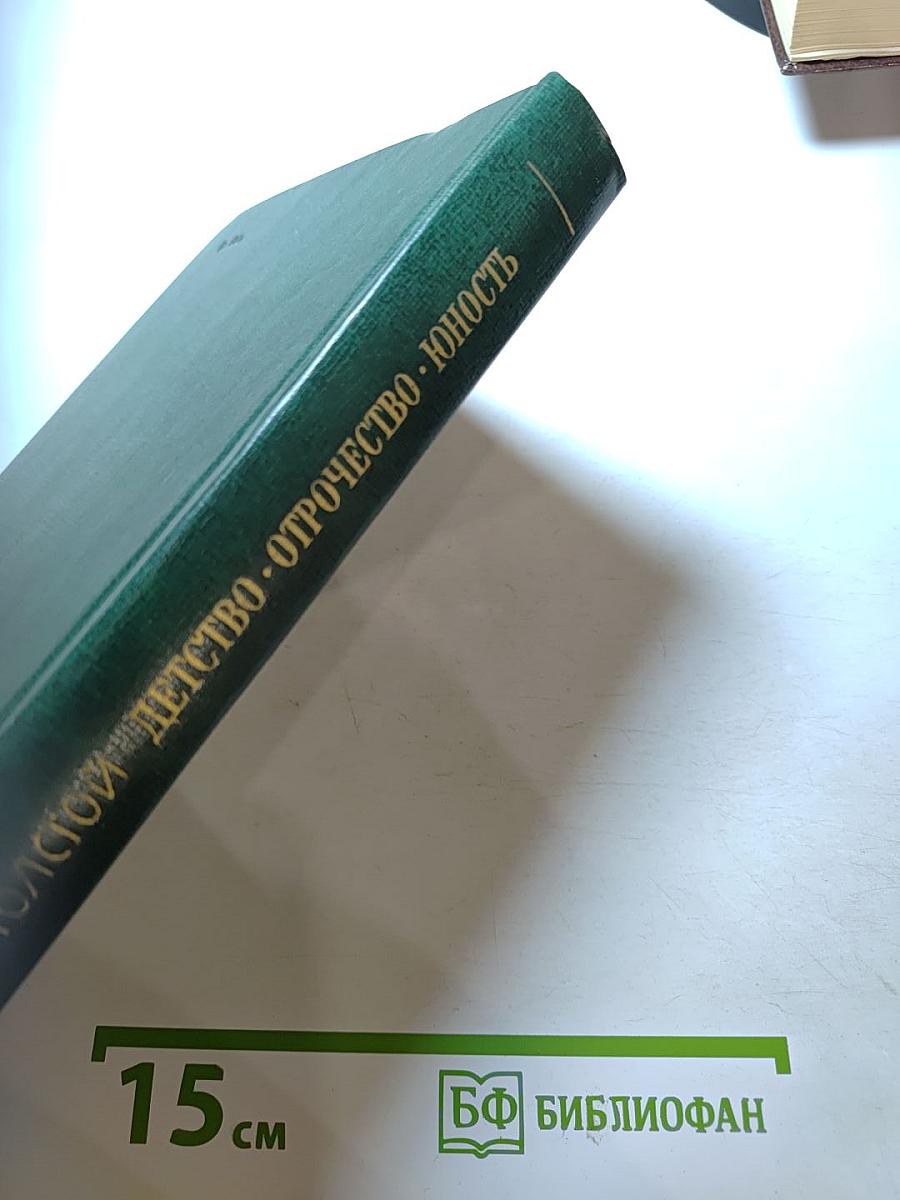 ТОЛСТОЙ ДЕТСТВО · ОТРОЧЕСТВО · ЮНОСТЬ
15 см
БФ БИБЛИОФАН